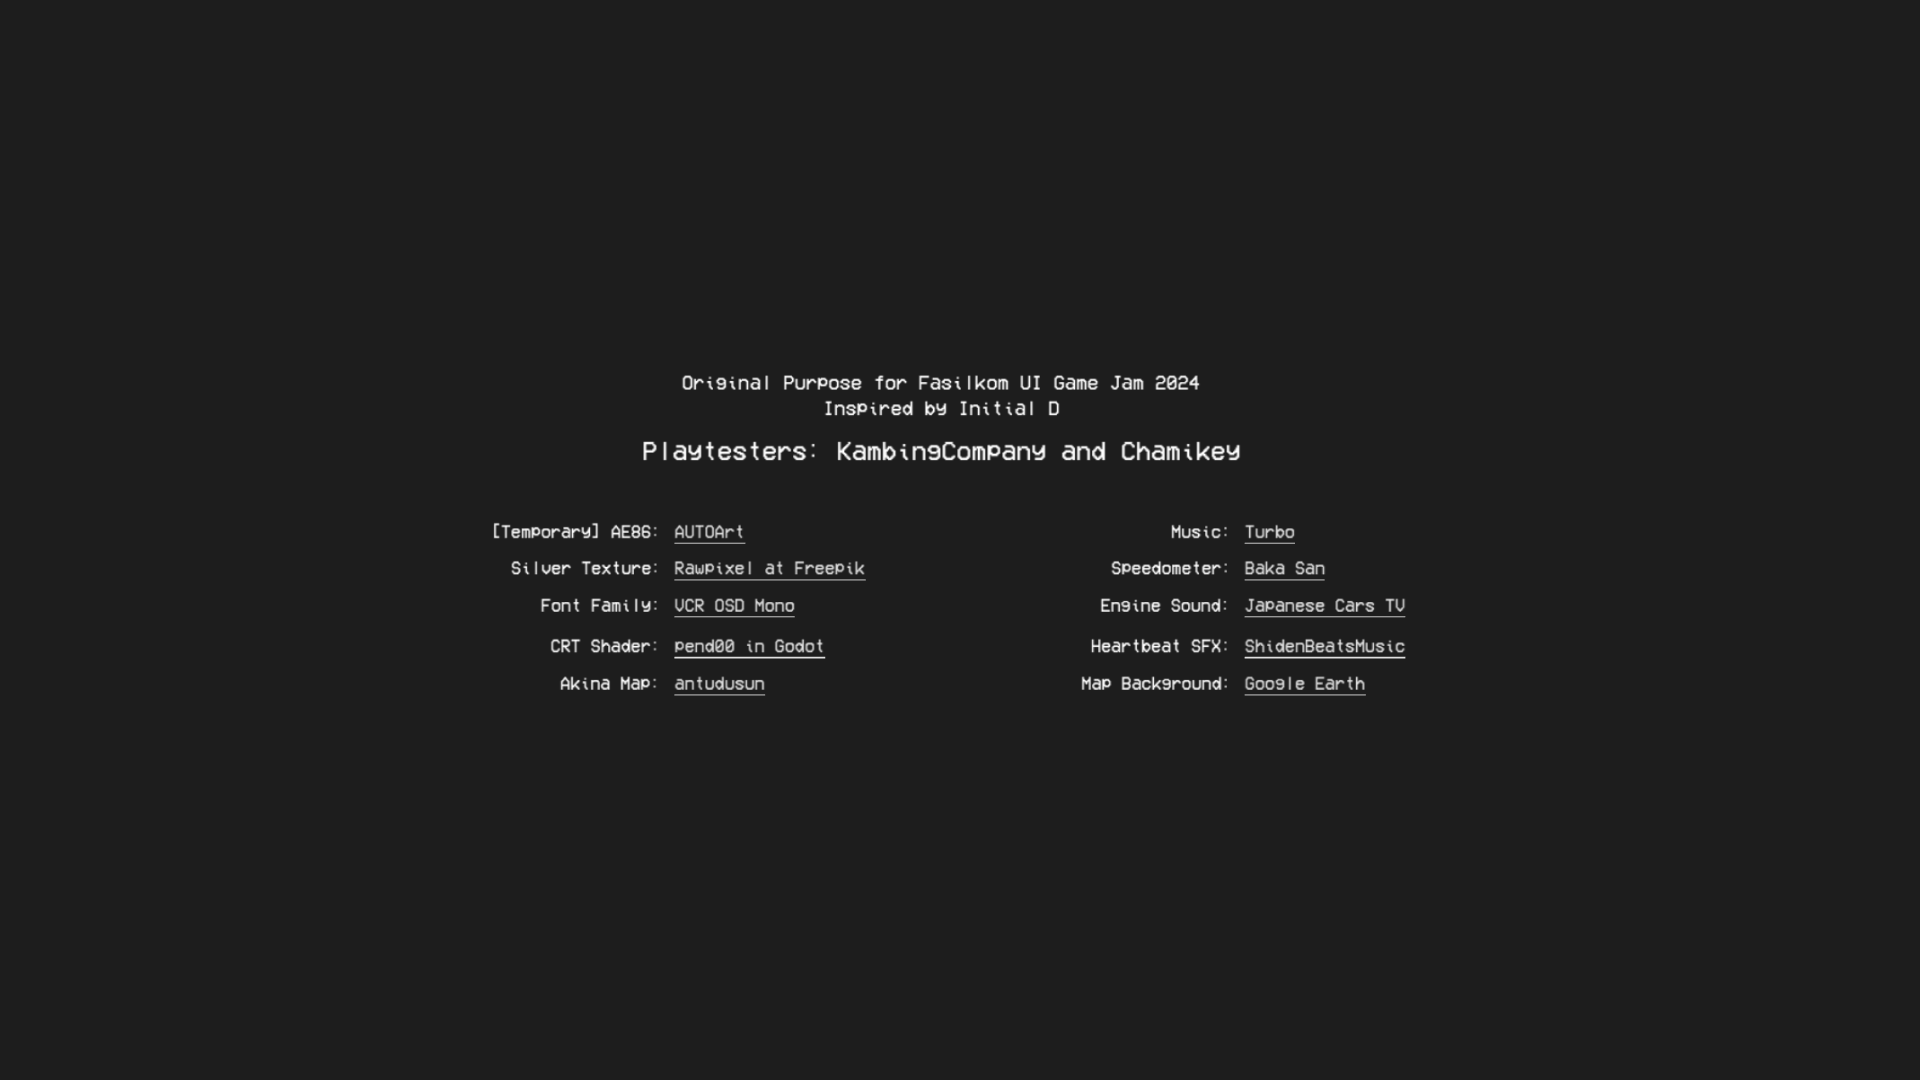 Original Purpose for Fasilkom UI Game Jam 2024
Inspired by Initial D
Playtesters: KambingCompany and Chamikey
[Temporary] AE86: AUTOArt
Silver Texture: Rawpixel at Freepik
Font Family: VCR OSD Mono
CRT Shader: pend00 in Godot
Akina Map: antudusun
Music: Turbo
Speedometer: Baka San
Engine Sound: Japanese Cars TV
Heartbeat SFX: ShidenBeatsMusic
Map Background: Google Earth